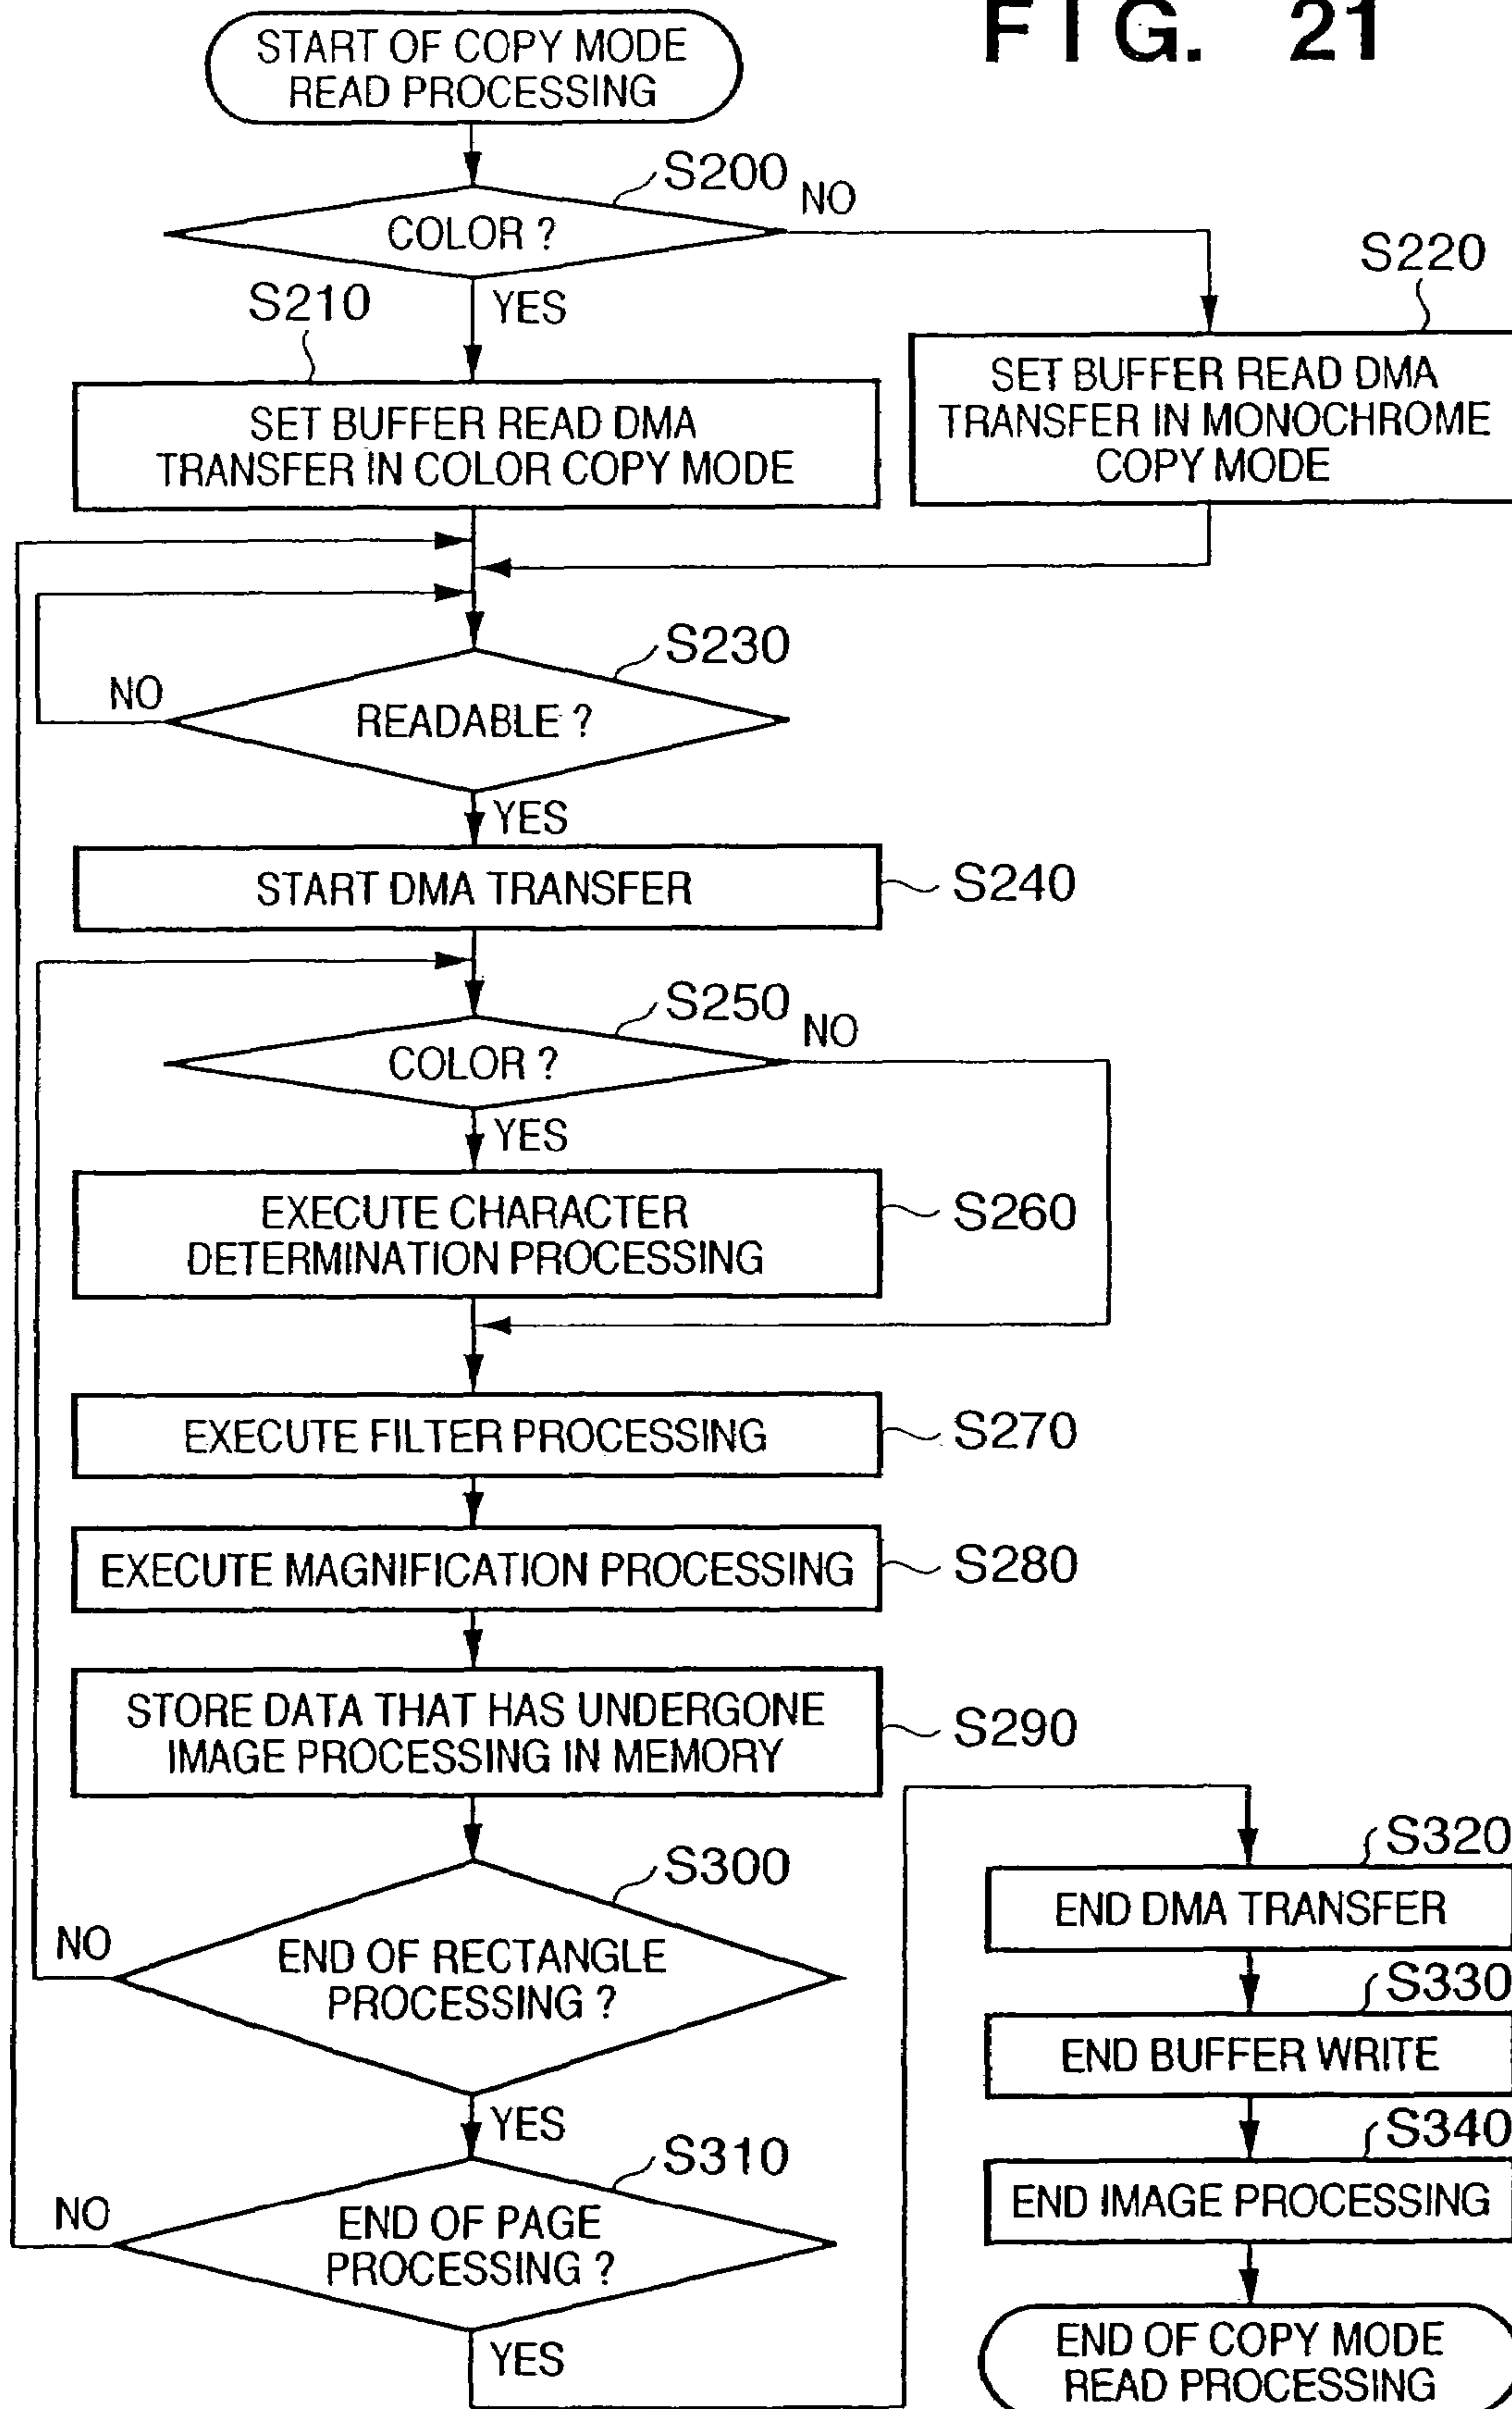 FIG. 21
START OF COPY MODE
READ PROCESSING
S200
COLOR ?
NO
YES
S210
SET BUFFER READ DMA
TRANSFER IN COLOR COPY MODE
S220
SET BUFFER READ DMA
TRANSFER IN MONOCHROME
COPY MODE
S230
READABLE ?
NO
YES
START DMA TRANSFER
S240
S250
COLOR ?
NO
YES
EXECUTE CHARACTER
DETERMINATION PROCESSING
S260
EXECUTE FILTER PROCESSING
S270
EXECUTE MAGNIFICATION PROCESSING
S280
STORE DATA THAT HAS UNDERGONE
IMAGE PROCESSING IN MEMORY
S290
S300
END OF RECTANGLE
PROCESSING ?
NO
YES
S310
END OF PAGE
PROCESSING ?
NO
YES
S320
END DMA TRANSFER
S330
END BUFFER WRITE
S340
END IMAGE PROCESSING
END OF COPY MODE
READ PROCESSING